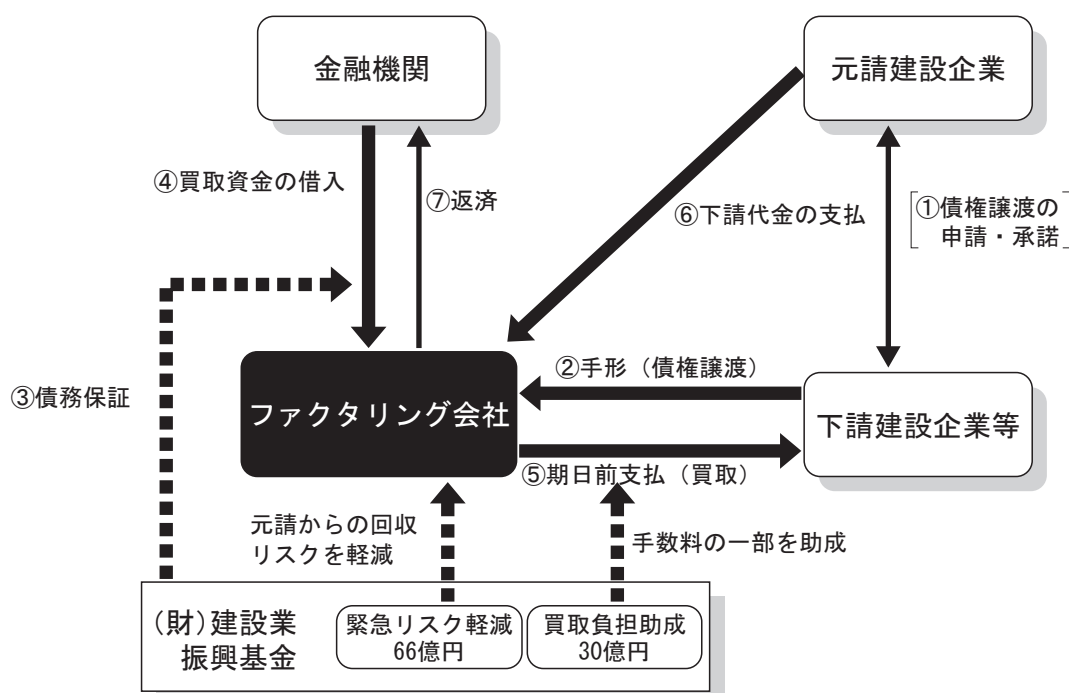 金融機関
元請建設企業
④買取資金の借入
⑦返済
⑥下請代金の支払
①債権譲渡の
申請・承諾
③債務保証
②手形（債権譲渡）
ファクタリング会社
下請建設企業等
⑤期日前支払（買取）
元請からの回収
リスクを軽減
手数料の一部を助成
（財）建設業
振興基金
緊急リスク軽減
66億円
買取負担助成
30億円